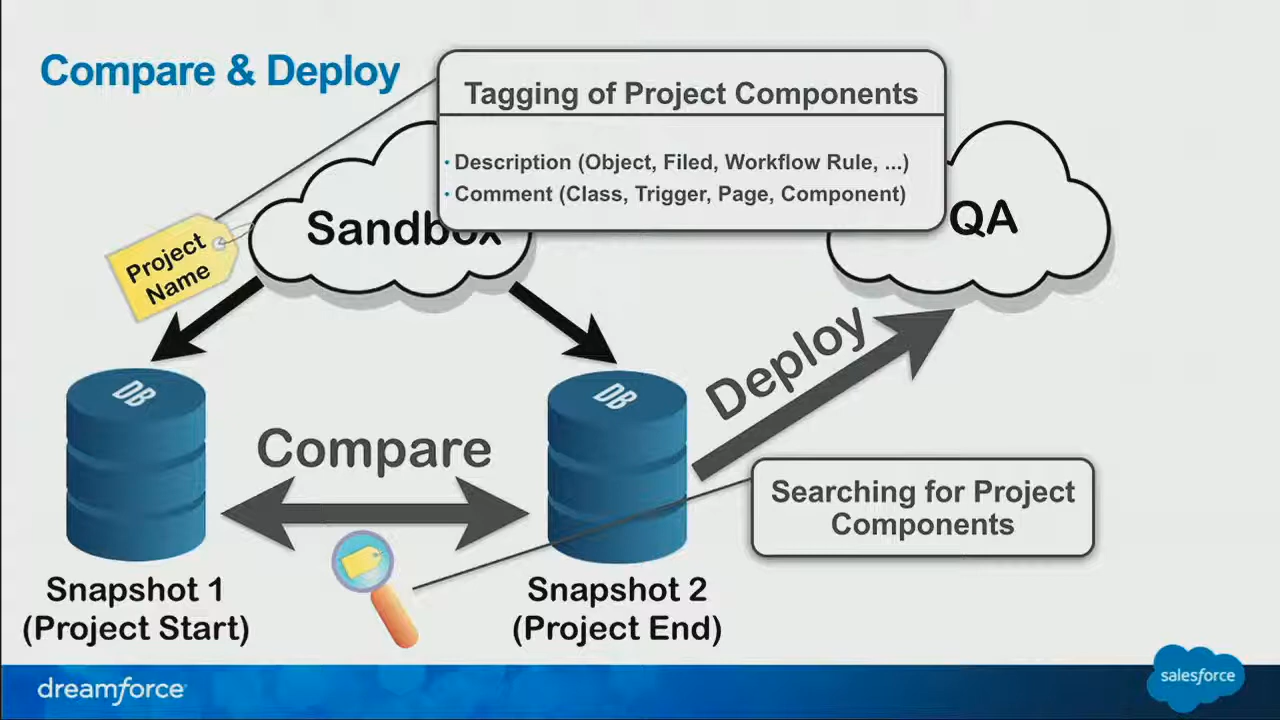 Compare & Deploy
Tagging of Project Components
• Description (Object, Filed, Workflow Rule, ...)
• Comment (Class, Trigger, Page, Component)
Sandbox
QA
Project
Name
Deploy
DB
DB
Compare
Searching for Project
Components
Snapshot 1
(Project Start)
Snapshot 2
(Project End)
dreamforce
salesforce